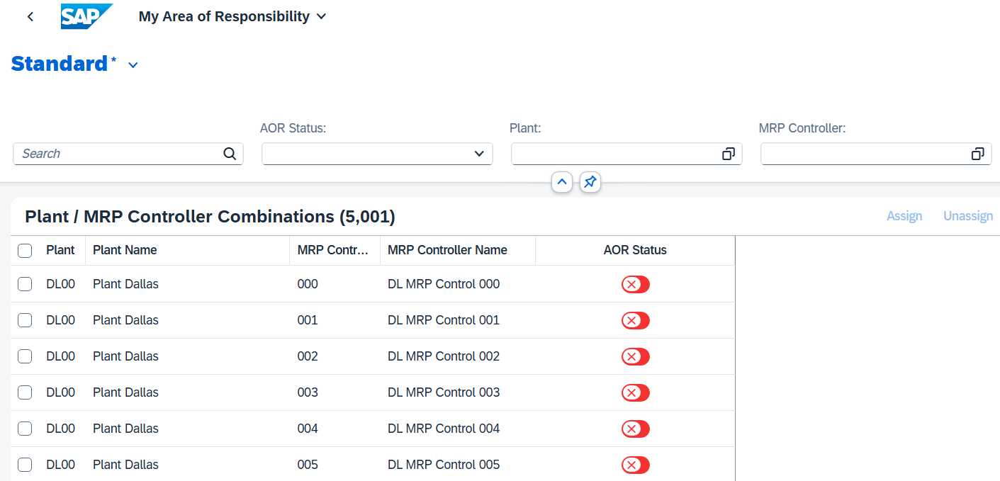 SAP My Area of Responsibility
Standard *
AOR Status: Plant: MRP Controller:
Search
Plant / MRP Controller Combinations (5,001) Assign Unassign
Plant Plant Name MRP Contr... MRP Controller Name AOR Status
DL00 Plant Dallas 000 DL MRP Control 000
DL00 Plant Dallas 001 DL MRP Control 001
DL00 Plant Dallas 002 DL MRP Control 002
DL00 Plant Dallas 003 DL MRP Control 003
DL00 Plant Dallas 004 DL MRP Control 004
DL00 Plant Dallas 005 DL MRP Control 005